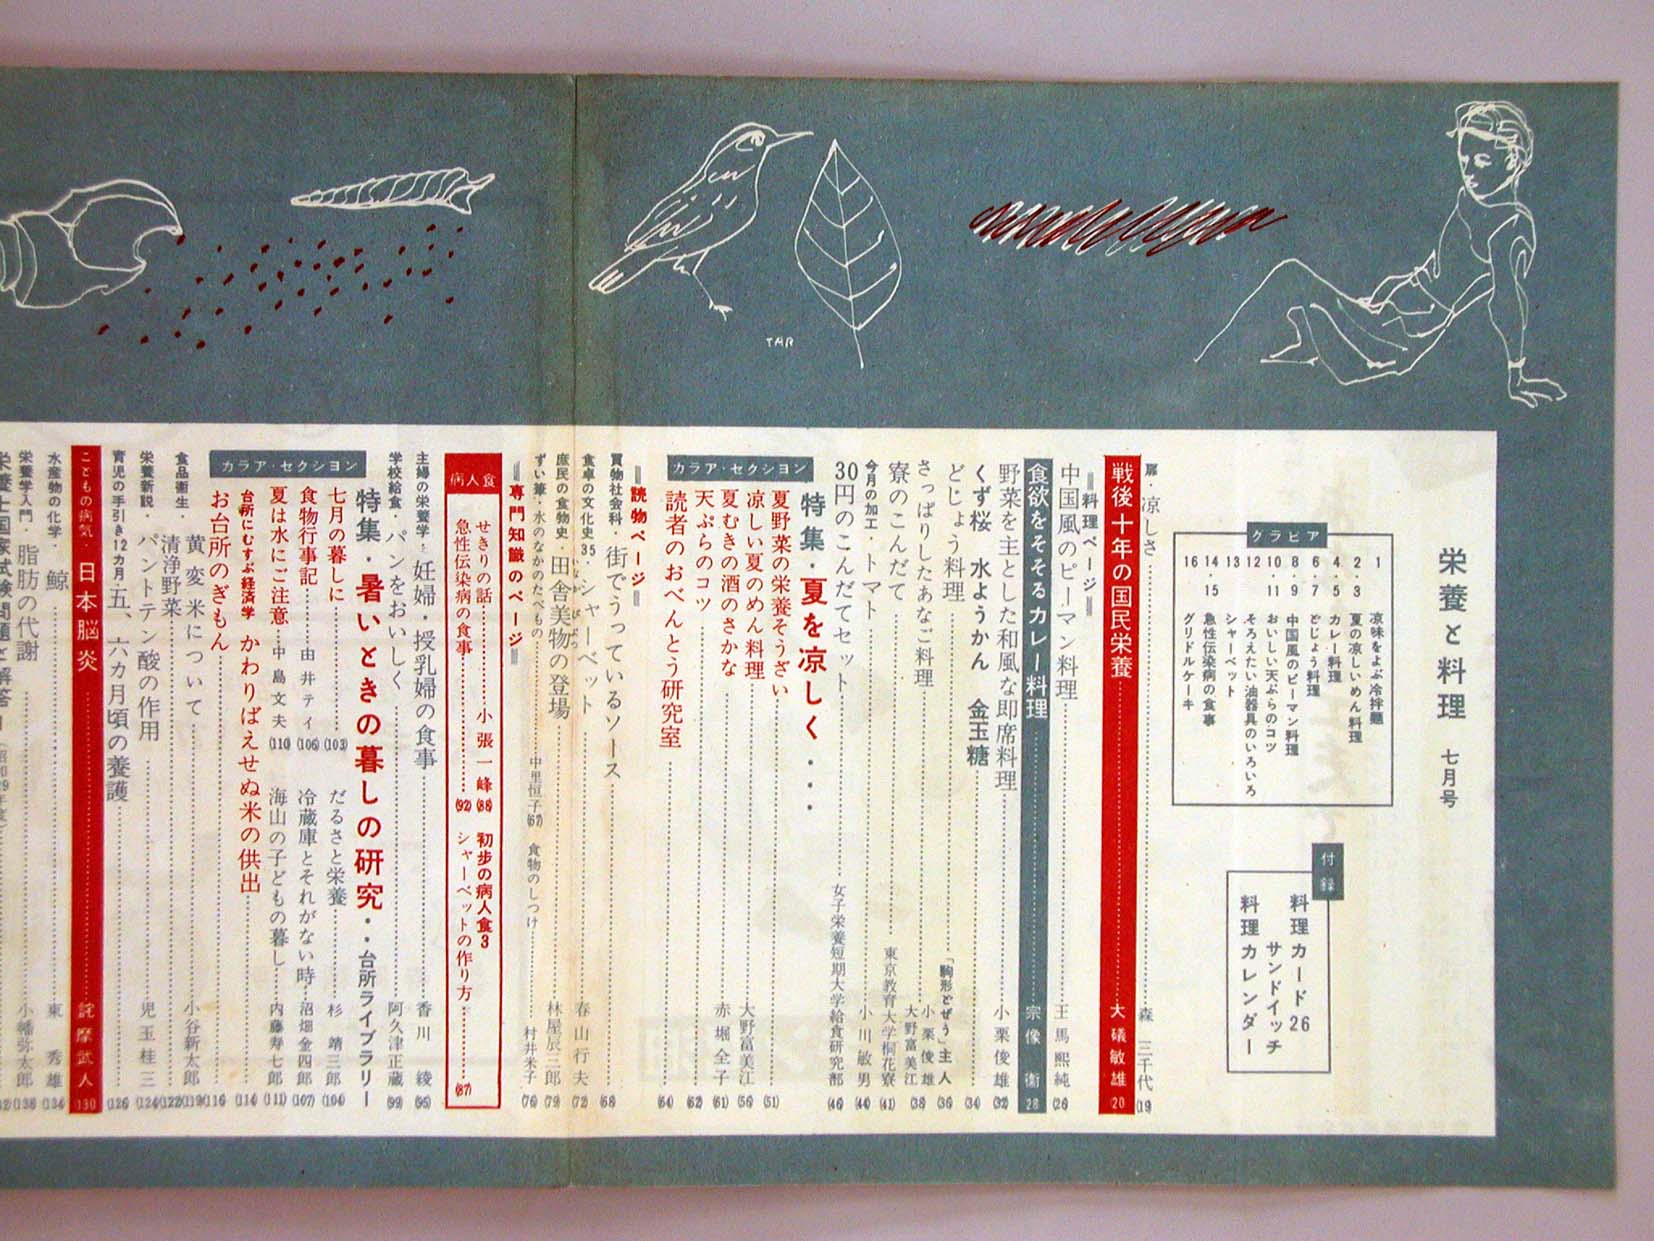 栄養と料理 七月号
グラビア
1 涼味をよぶ冷拌麺
2・3 夏の涼しいめん料理
4・5 カレー料理
6・7 どじょう料理
8・9 中国風のピーマン料理
10・11 おいしい天ぷらのコツ
12 そろえたい油器具のいろいろ
13 シャーベット
14・15 急性伝染病の食事
16 グリドルケーキ
付録
料理カード26
サンドイッチ
料理カレンダー
扉・涼しさ 森 三千代 (19)
戦後十年の国民栄養 大磯敏雄 (20)
‖料理ページ‖
中国風のピーマン料理 王馬熙純 (26)
食欲をそそるカレー料理 宗像 衛 28
野菜を主とした和風な即席料理 小栗俊雄 (32)
くず桜 水ようかん 金玉糖 (34)
どじょう料理 「駒形どぜう」主人 (36)
さっぱりしたあなご料理 小栗俊雄 大野富美江 (38)
寮のこんだて 東京教育大学桐花寮 (41)
今月の加工・トマト 小川敏男 (44)
30円のこんだてセット 女子栄養短期大学給食研究部 (46)
カラア・セクション
特集・夏を凉しく・・・
夏野菜の栄養そうざい (51)
涼しい夏のめん料理 大野富美江 (56)
夏むきの酒のさかな 赤堀全子 (61)
天ぷらのコツ (62)
読者のおべんとう研究室 (64)
‖読物ページ‖
買物社会科・街でうっているソース (68)
食卓の文化史35・シャーベット 春山行夫 (72)
庶民の食物史・田舎美物の登場 林屋辰三郎 (79)
ずい筆・水のなかのたべもの 中里恒子(67) 食物のしつけ 村井米子 (76)
‖専門知識のページ‖
病人食
せきりの話 小張一峰 (88) 初歩の病人食3
急性伝染病の食事 (92) シャーベットの作り方 (87)
主婦の栄養学・妊婦・授乳婦の食事 香川 綾 (95)
学校給食・パンをおいしく 阿久津正蔵 (99)
カラア・セクション
特集・暑いときの暮しの研究・・台所ライブラリー
七月の暮しに (103) だるさと栄養 杉 靖三郎 (104)
食物行事記 由井テイ (106) 冷蔵庫とそれがない時 沼畑金四郎 (107)
夏は水にご注意 中島文夫 (110) 海山の子どもの暮し 内藤寿七郎 (111)
台所にむすぶ経済学 かわりばえせぬ米の供出 (114)
お台所のぎもん (116)
食品衛生・黄変米について 小谷新太郎 (119)
清浄野菜 (122)
栄養新説・パントテン酸の作用 児玉桂三 (124)
育児の手引き12カ月・五、六カ月頃の養護 (126)
こどもの病気・日本脳炎 詫摩武人 130
水産物の化学・鯨 東 秀雄 (134)
栄養学入門・脂肪の代謝 小幡弥太郎 (138)
栄養士国家試験問題と解答